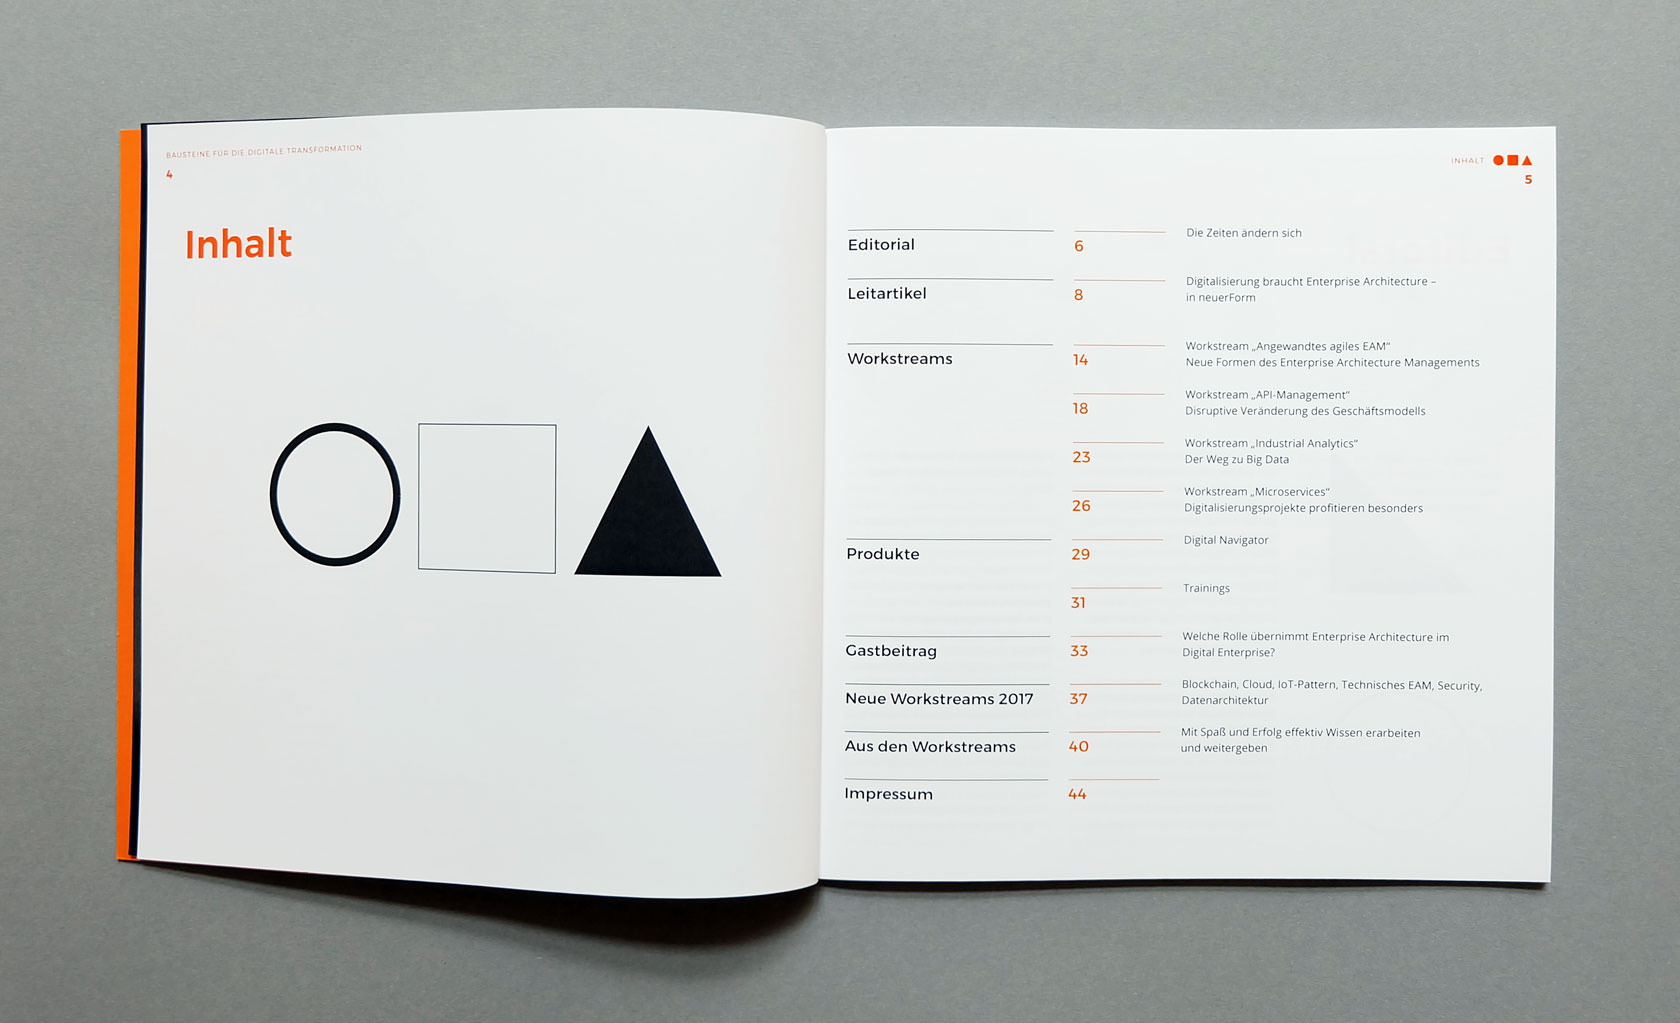 BAUSTEINE FÜR DIE DIGITALE TRANSFORMATION
4
Inhalt
INHALT
5
Editorial 6 Die Zeiten ändern sich
Leitartikel 8 Digitalisierung braucht Enterprise Architecture –
in neuerForm
Workstreams 14 Workstream „Angewandtes agiles EAM“
Neue Formen des Enterprise Architecture Managements
18 Workstream „API-Management“
Disruptive Veränderung des Geschäftsmodells
23 Workstream „Industrial Analytics“
Der Weg zu Big Data
26 Workstream „Microservices“
Digitalisierungsprojekte profitieren besonders
Produkte 29 Digital Navigator
31 Trainings
Gastbeitrag 33 Welche Rolle übernimmt Enterprise Architecture im
Digital Enterprise?
Neue Workstreams 2017 37 Blockchain, Cloud, IoT-Pattern, Technisches EAM, Security,
Datenarchitektur
Aus den Workstreams 40 Mit Spaß und Erfolg effektiv Wissen erarbeiten
und weitergeben
Impressum 44